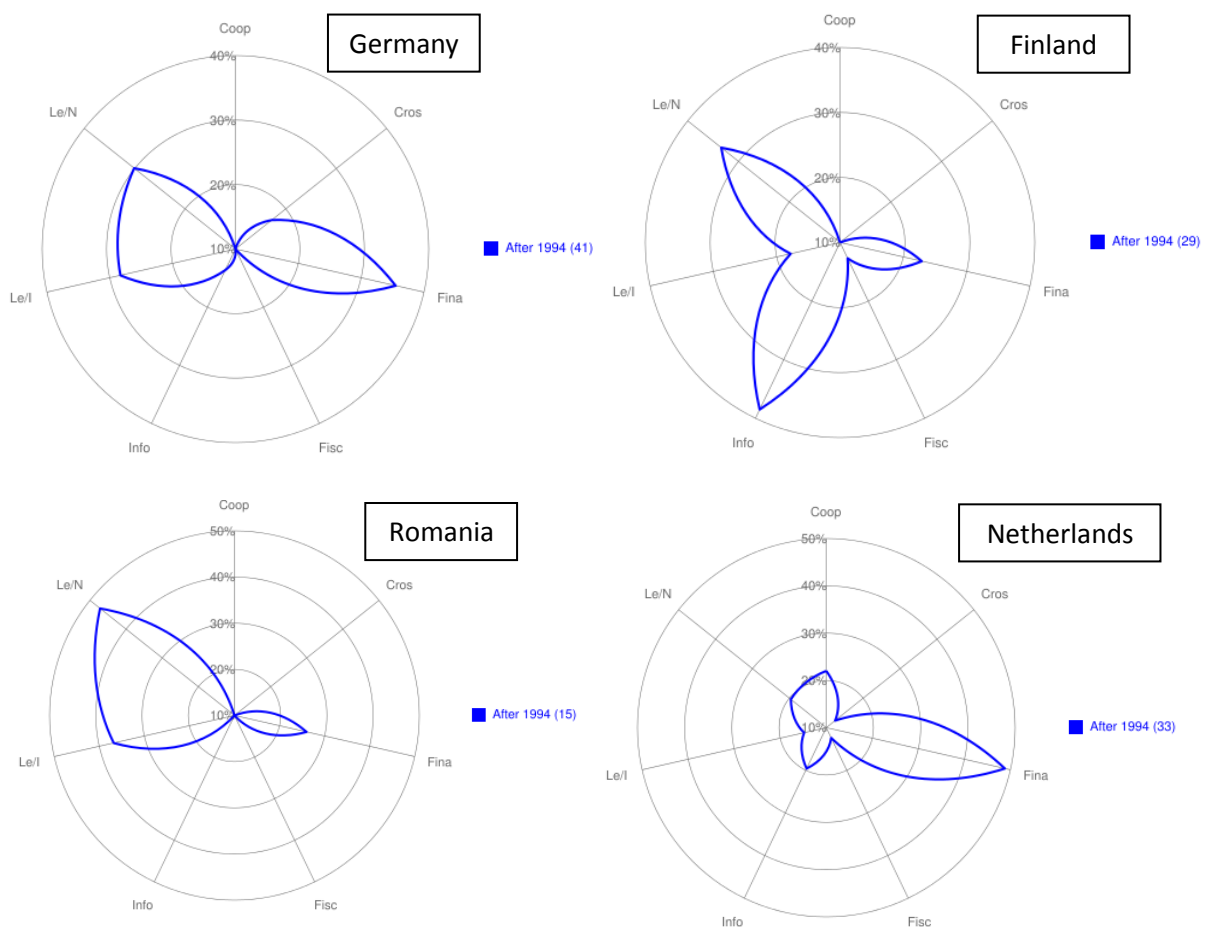 Germany
Coop
40%
30%
20%
10%
Cros
Fina
Fisc
Info
Le/I
Le/N
After 1994 (41)
Finland
Coop
40%
30%
20%
10%
Cros
Fina
Fisc
Info
Le/I
Le/N
After 1994 (29)
Romania
Coop
50%
40%
30%
20%
10%
Cros
Fina
Fisc
Info
Le/I
Le/N
After 1994 (15)
Netherlands
Coop
50%
40%
30%
20%
10%
Cros
Fina
Fisc
Info
Le/I
Le/N
After 1994 (33)